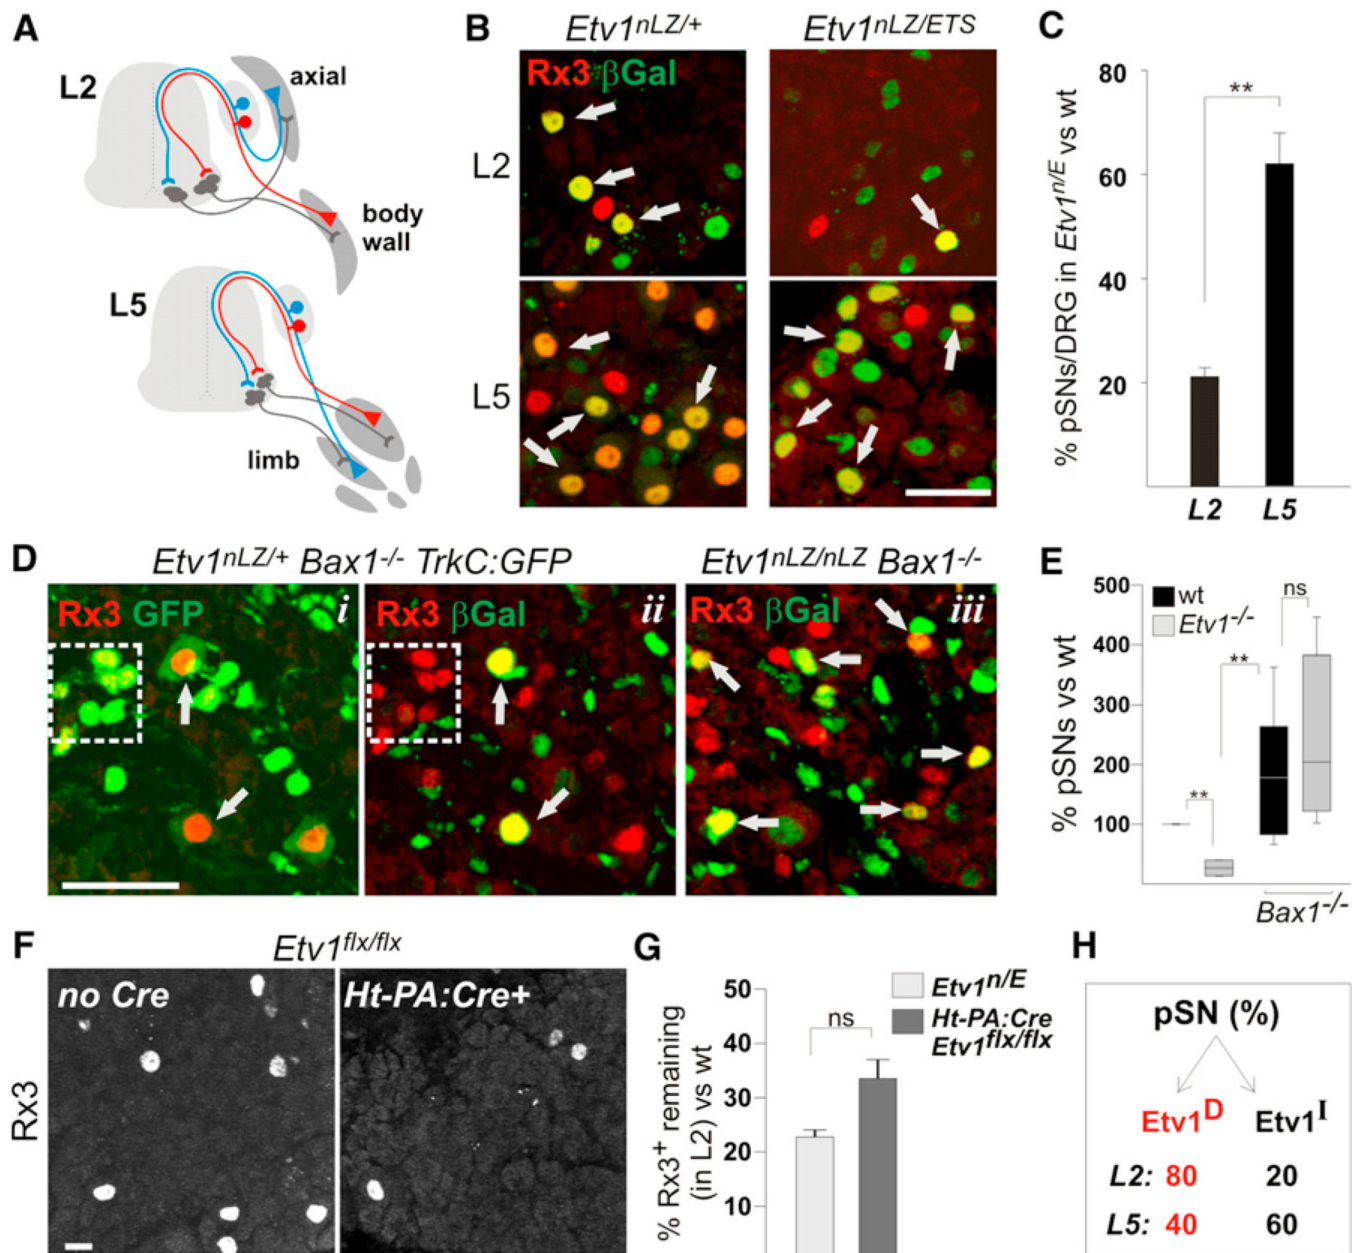 A
L2
axial
body
wall
L5
limb
B
Etv1nLZ/+
Etv1nLZ/ETS
Rx3 βGal
L2
L5
C
% pSNs/DRG in Etv1n/E vs wt
80
60
40
20
**
L2 L5
D
Etv1nLZ/+ Bax1-/- TrkC:GFP
Etv1nLZ/nLZ Bax1-/-
Rx3 GFP
i
Rx3 βGal
ii
Rx3 βGal
iii
E
% pSNs vs wt
500
400
300
200
100
wt
Etv1-/-
ns
**
**
Bax1-/-
F
Etv1flx/flx
no Cre
Ht-PA:Cre+
Rx3
G
% Rx3+ remaining
(in L2) vs wt
50
40
30
20
10
ns
Etv1n/E
Ht-PA:Cre
Etv1flx/flx
H
pSN (%)
Etv1D Etv1I
L2: 80 20
L5: 40 60